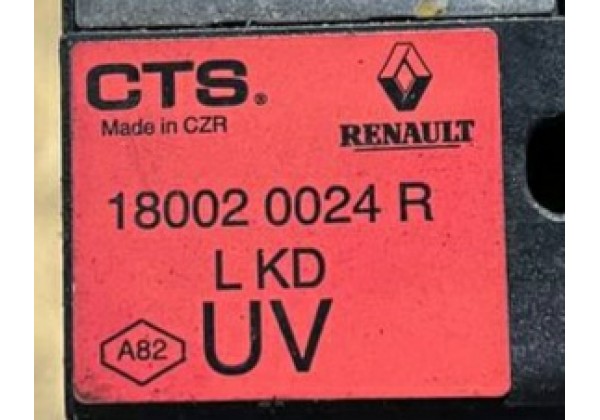 CTS®
Made in CZR
RENAULT
18002 0024 R
L KD
UV
A82